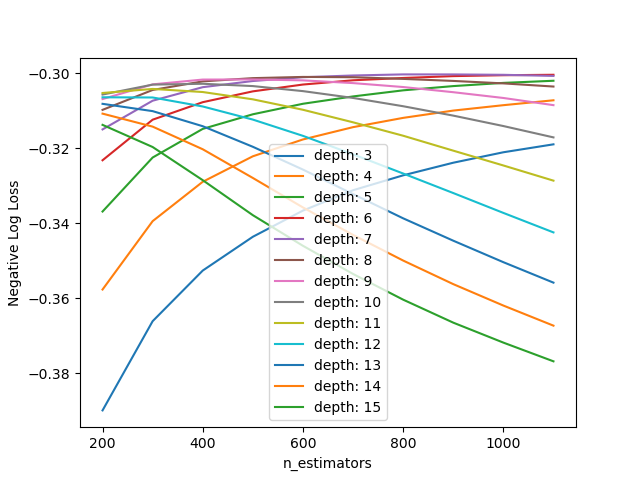 −0.30
−0.32
−0.34
−0.36
−0.38
Negative Log Loss
depth: 3
depth: 4
depth: 5
depth: 6
depth: 7
depth: 8
depth: 9
depth: 10
depth: 11
depth: 12
depth: 13
depth: 14
depth: 15
200
400
600
800
1000
n_estimators